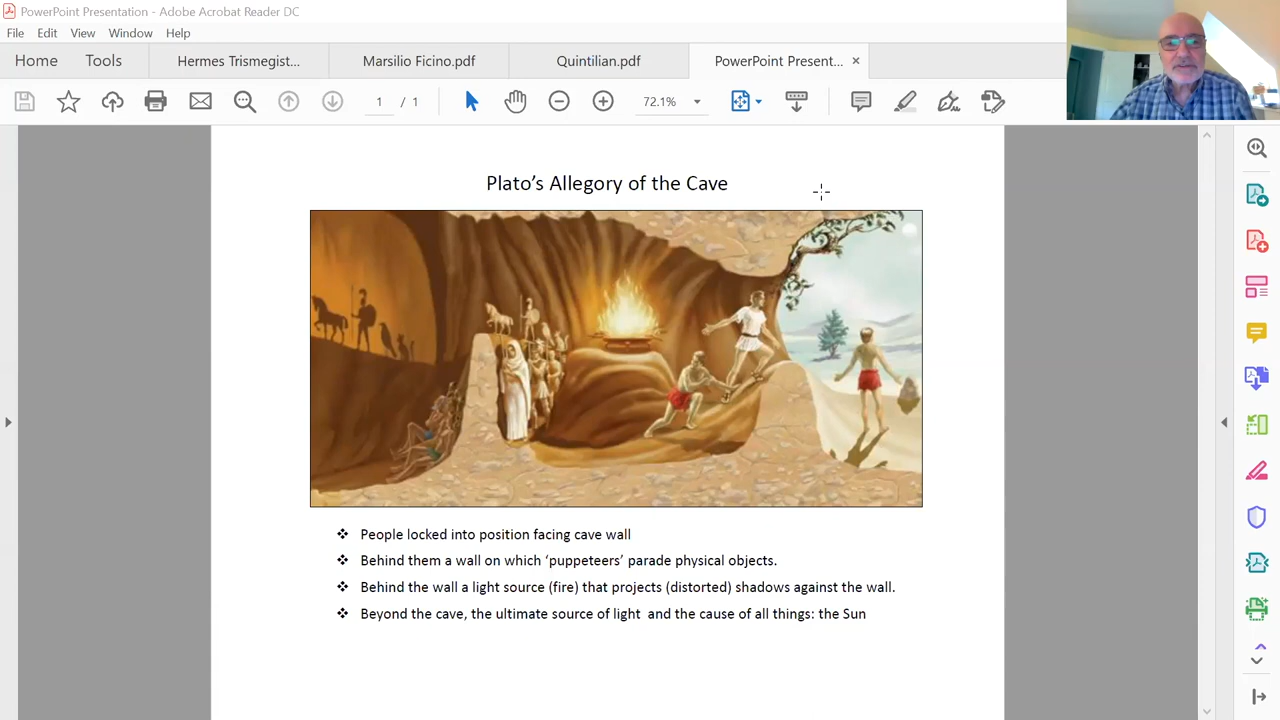 PowerPoint Presentation - Adobe Acrobat Reader DC
File Edit View Window Help
Home Tools Hermes Trismegist... Marsilio Ficino.pdf Quintilian.pdf PowerPoint Present... ×
1 / 1 72.1%
Plato’s Allegory of the Cave
❖ People locked into position facing cave wall
❖ Behind them a wall on which ‘puppeteers’ parade physical objects.
❖ Behind the wall a light source (fire) that projects (distorted) shadows against the wall.
❖ Beyond the cave, the ultimate source of light  and the cause of all things: the Sun